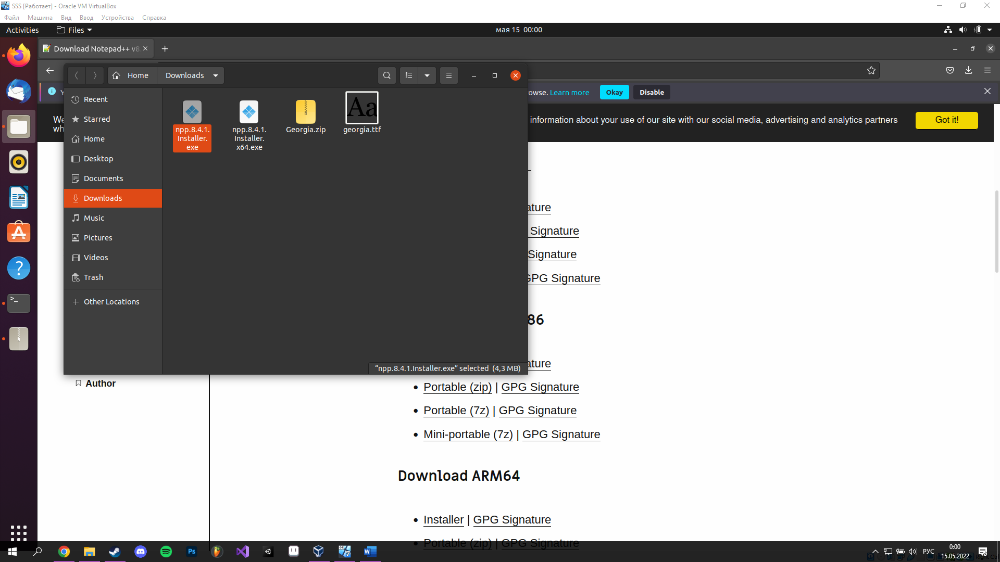 SSS [Работает] - Oracle VM VirtualBox
Файл Машина Вид Ввод Устройства Справка
Activities Files мая 15 00:00
Download Notepad++ v8.
Home Downloads
owse. Learn more Okay Disable
We
wh
information about your use of our site with our social media, advertising and analytics partners Got it!
Recent
Starred
Home
Desktop
Documents
Downloads
Music
Pictures
Videos
Trash
Other Locations
npp.8.4.1.
Installer.
exe
npp.8.4.1.
Installer.
x64.exe
Georgia.zip
Aa
georgia.ttf
“npp.8.4.1.Installer.exe” selected (4,3 MB)
ature
Signature
Signature
GPG Signature
86
ature
Author
• Portable (zip) | GPG Signature
• Portable (7z) | GPG Signature
• Mini-portable (7z) | GPG Signature
Download ARM64
• Installer | GPG Signature
Portable (zip) | GPG Signature
Ps
РУС
0:00
15.05.2022
Right Ctrl